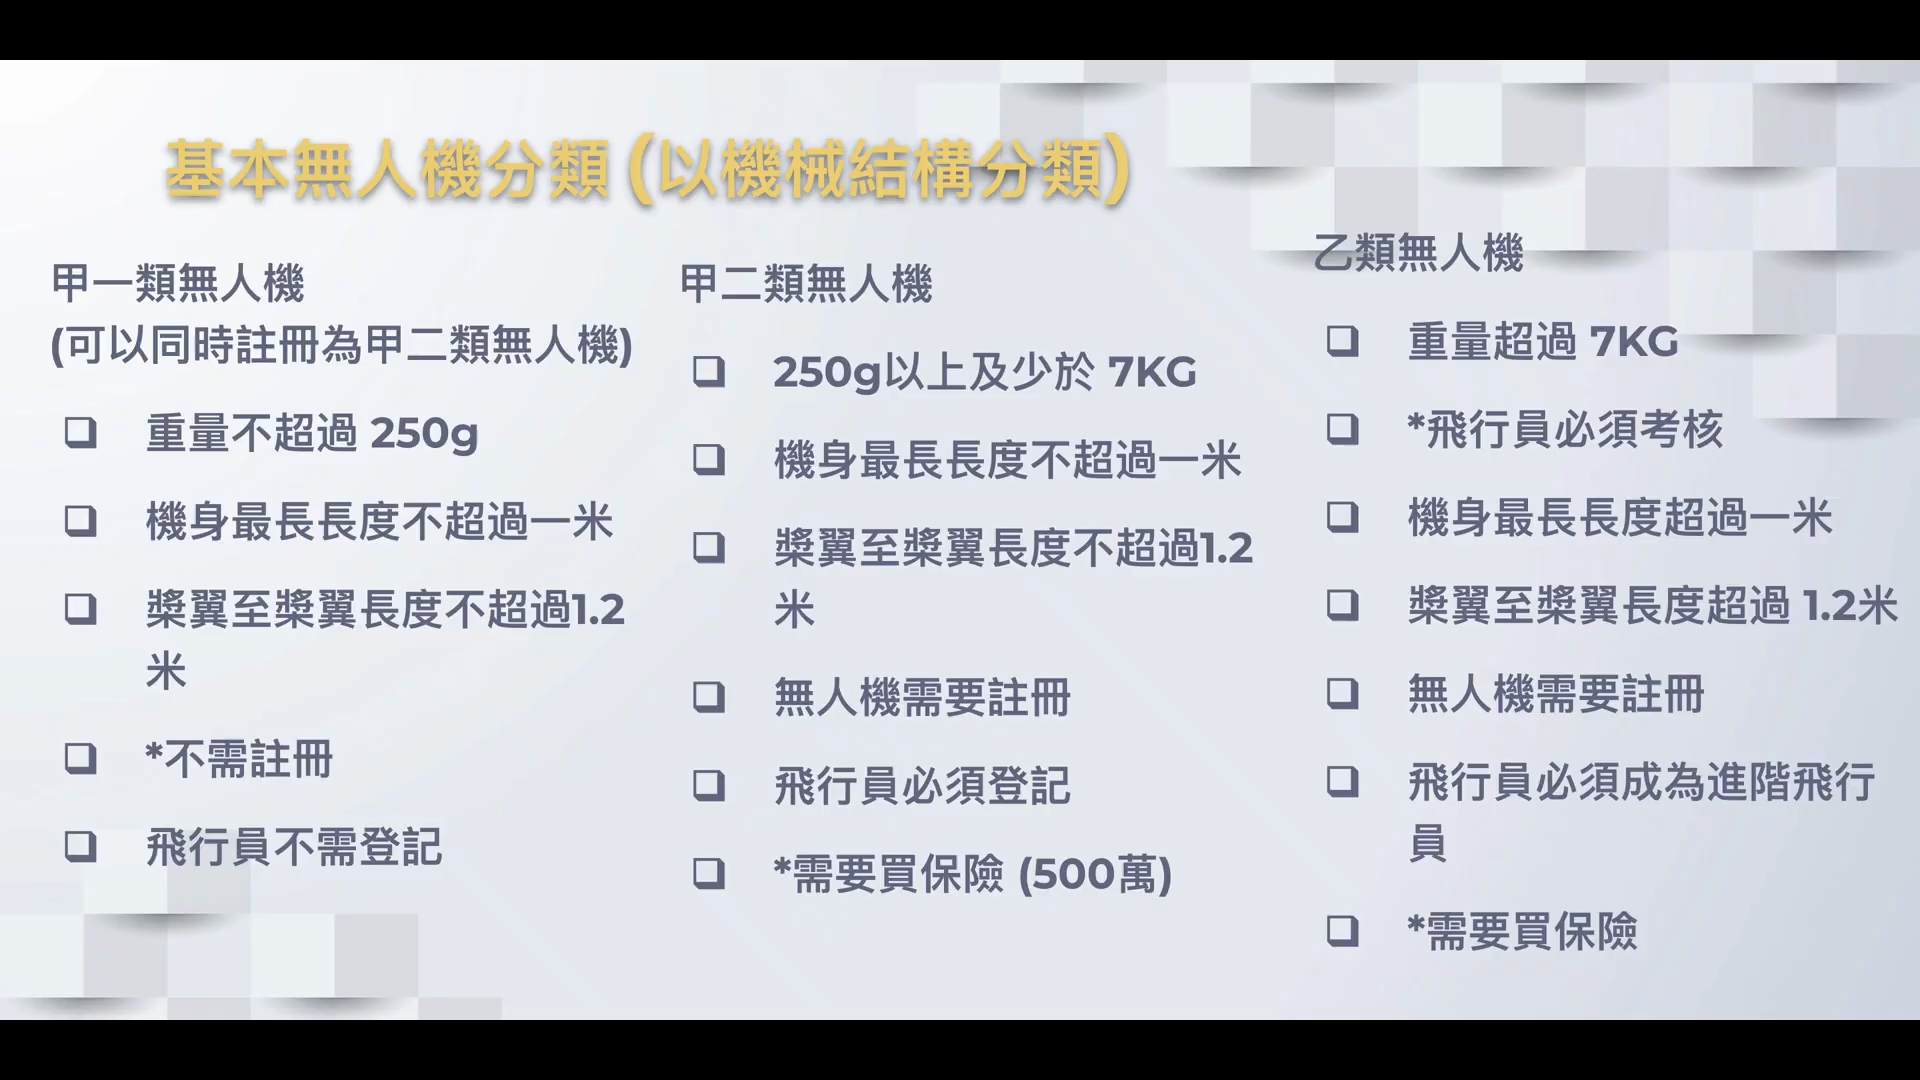 基本無人機分類 (以機械結構分類)
甲一類無人機
(可以同時註冊為甲二類無人機)
重量不超過 250g
機身最長長度不超過一米
槳翼至槳翼長度不超過1.2
米
*不需註冊
飛行員不需登記
甲二類無人機
250g以上及少於 7KG
機身最長長度不超過一米
槳翼至槳翼長度不超過1.2
米
無人機需要註冊
飛行員必須登記
*需要買保險 (500萬)
乙類無人機
重量超過 7KG
*飛行員必須考核
機身最長長度超過一米
槳翼至槳翼長度超過 1.2米
無人機需要註冊
飛行員必須成為進階飛行
員
*需要買保險